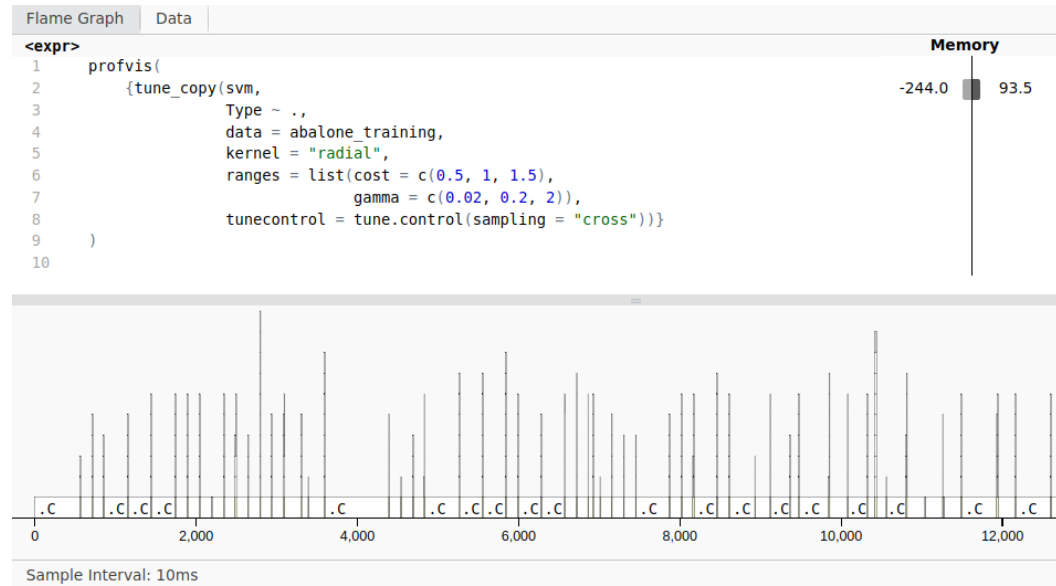 Flame Graph Data
<expr> Memory
1 profvis(
2 {tune_copy(svm, -244.0 93.5
3 Type ~ .,
4 data = abalone_training,
5 kernel = "radial",
6 ranges = list(cost = c(0.5, 1, 1.5),
7 gamma = c(0.02, 0.2, 2)),
8 tunecontrol = tune.control(sampling = "cross"))}
9 )
10
.C .C .C .C .C .C .C .C .C .C .C .C .C .C .C .C .C .C .C
0 2,000 4,000 6,000 8,000 10,000 12,000
Sample Interval: 10ms